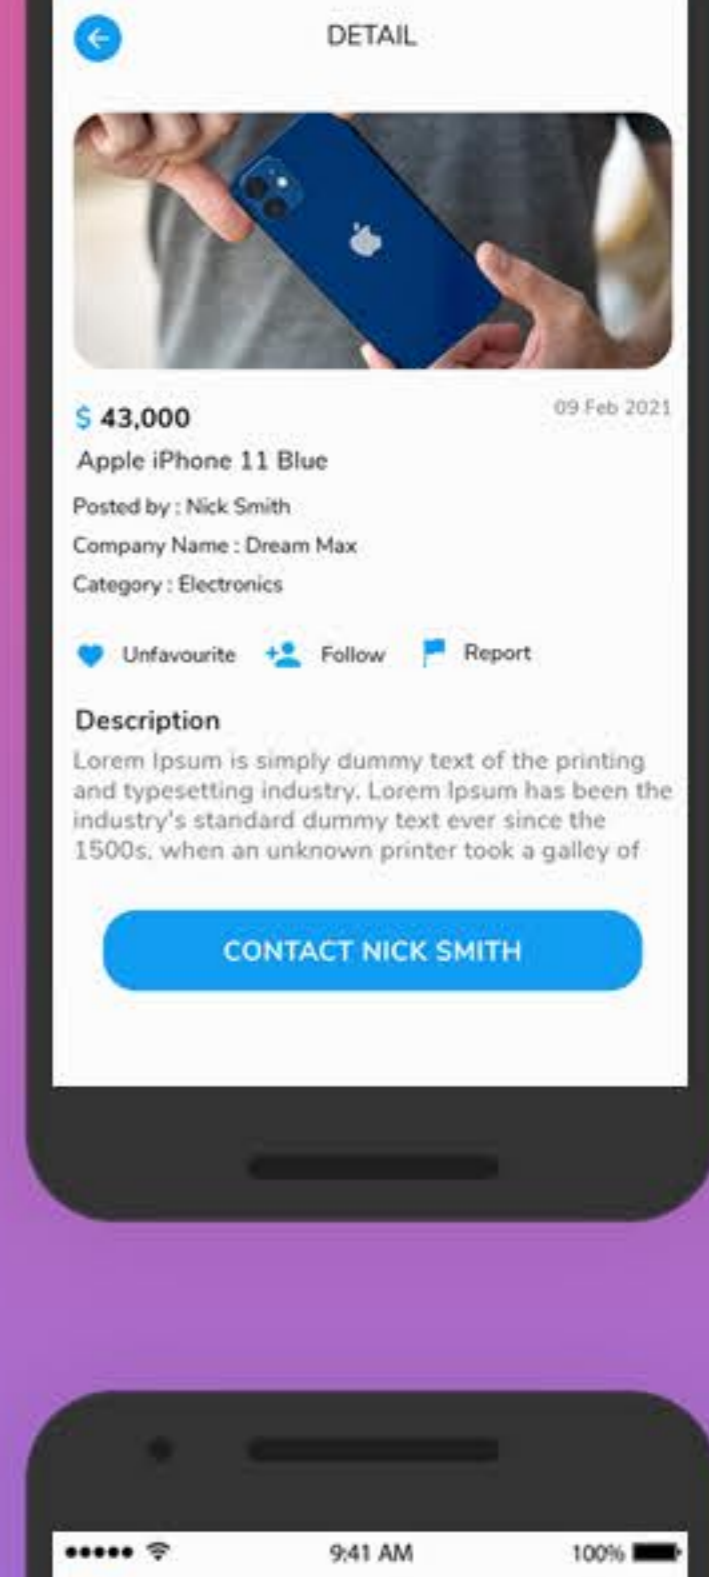 DETAIL
$ 43,000
09 Feb 2021
Apple iPhone 11 Blue
Posted by : Nick Smith
Company Name : Dream Max
Category : Electronics
Unfavourite Follow Report
Description
Lorem Ipsum is simply dummy text of the printing
and typesetting industry. Lorem Ipsum has been the
industry's standard dummy text ever since the
1500s, when an unknown printer took a galley of
CONTACT NICK SMITH
9:41 AM 100%